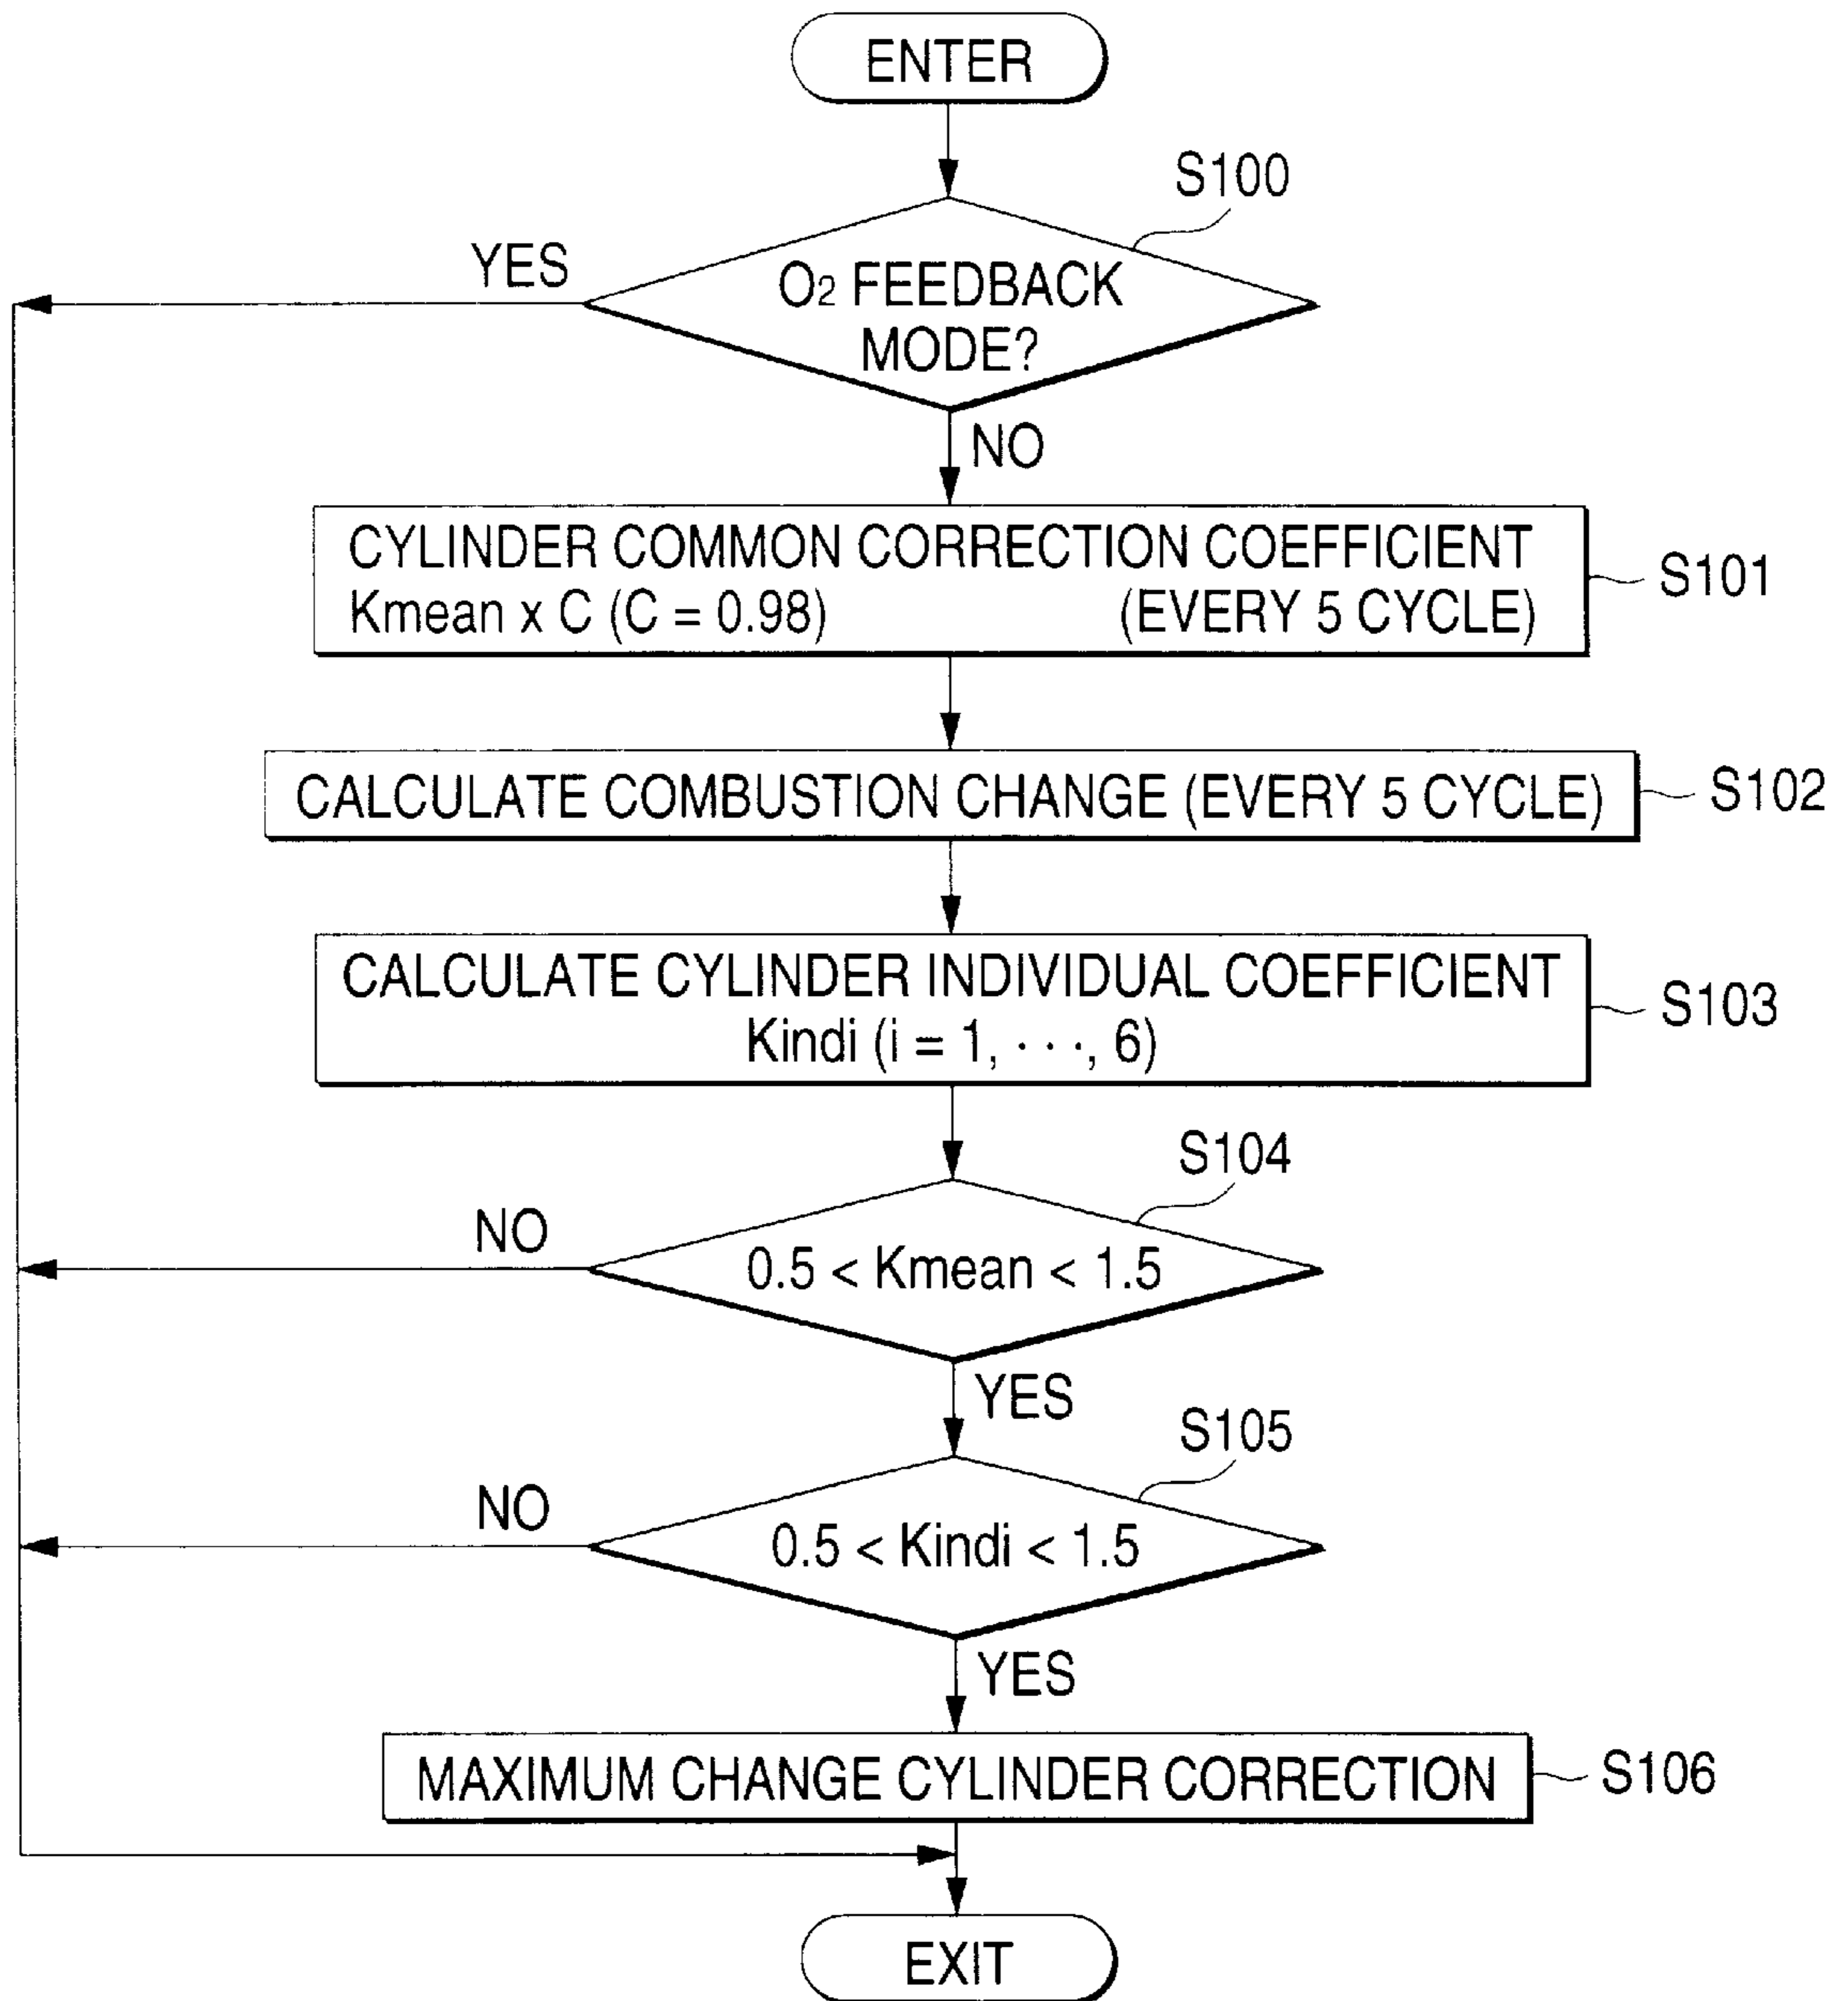 ENTER
S100
YES
O2 FEEDBACK
MODE?
NO
CYLINDER COMMON CORRECTION COEFFICIENT
Kmean x C (C = 0.98) (EVERY 5 CYCLE)
S101
CALCULATE COMBUSTION CHANGE (EVERY 5 CYCLE)
S102
CALCULATE CYLINDER INDIVIDUAL COEFFICIENT
Kindi (i = 1, · · ·, 6)
S103
S104
NO
0.5 < Kmean < 1.5
YES
S105
NO
0.5 < Kindi < 1.5
YES
MAXIMUM CHANGE CYLINDER CORRECTION
S106
EXIT